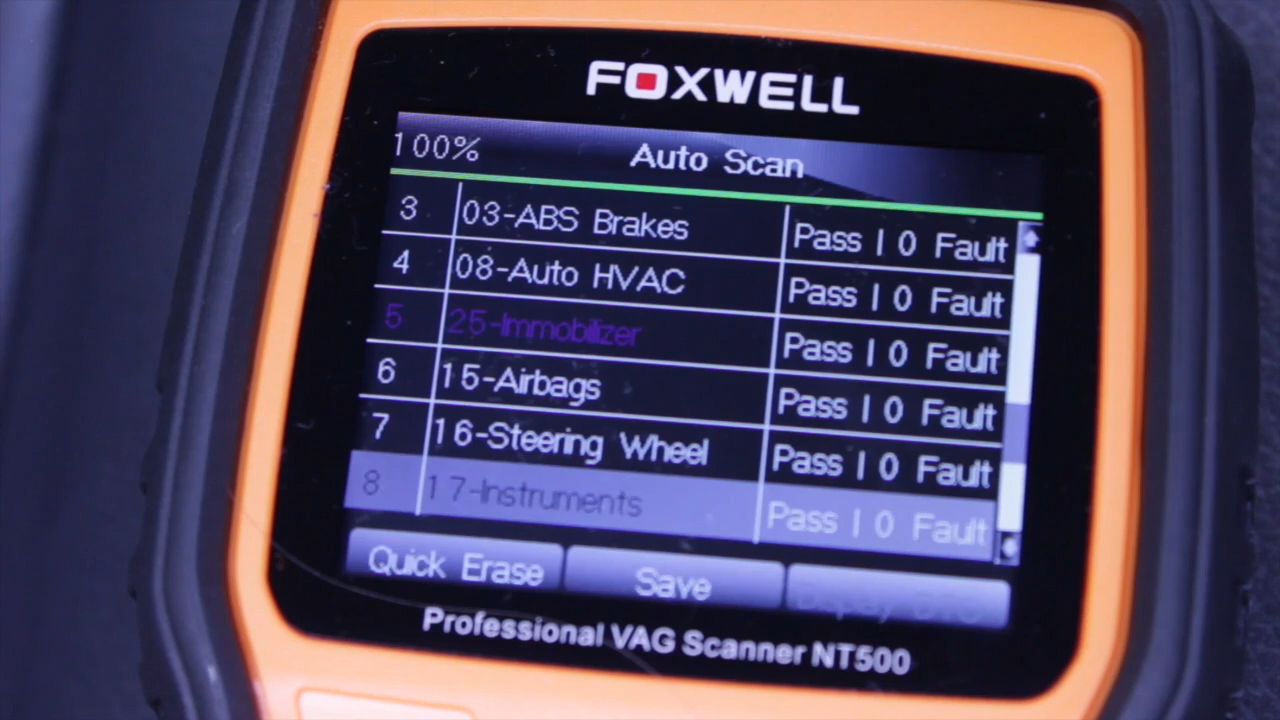 FOXWELL
100% Auto Scan
3 03-ABS Brakes Pass | 0 Fault
4 08-Auto HVAC Pass | 0 Fault
5 25-Immobilizer Pass | 0 Fault
6 15-Airbags Pass | 0 Fault
7 16-Steering Wheel Pass | 0 Fault
8 17-Instruments Pass | 0 Fault
Quick Erase Save
Professional VAG Scanner NT500